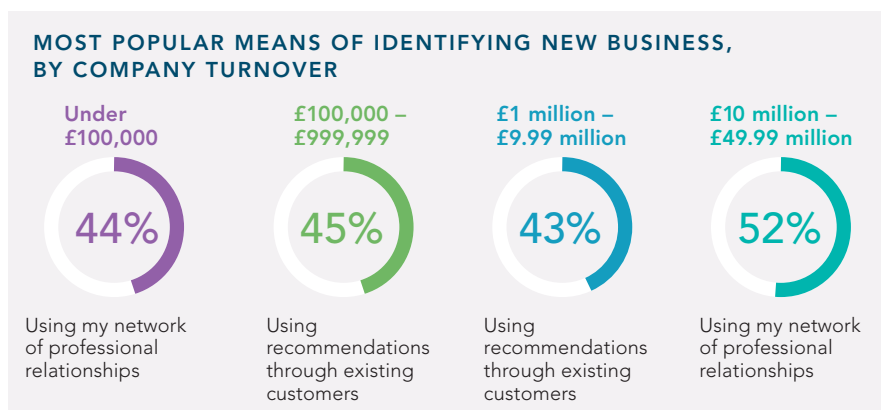 MOST POPULAR MEANS OF IDENTIFYING NEW BUSINESS,
BY COMPANY TURNOVER
Under
£100,000
44%
Using my network
of professional
relationships
£100,000 –
£999,999
45%
Using
recommendations
through existing
customers
£1 million –
£9.99 million
43%
Using
recommendations
through existing
customers
£10 million –
£49.99 million
52%
Using my network
of professional
relationships